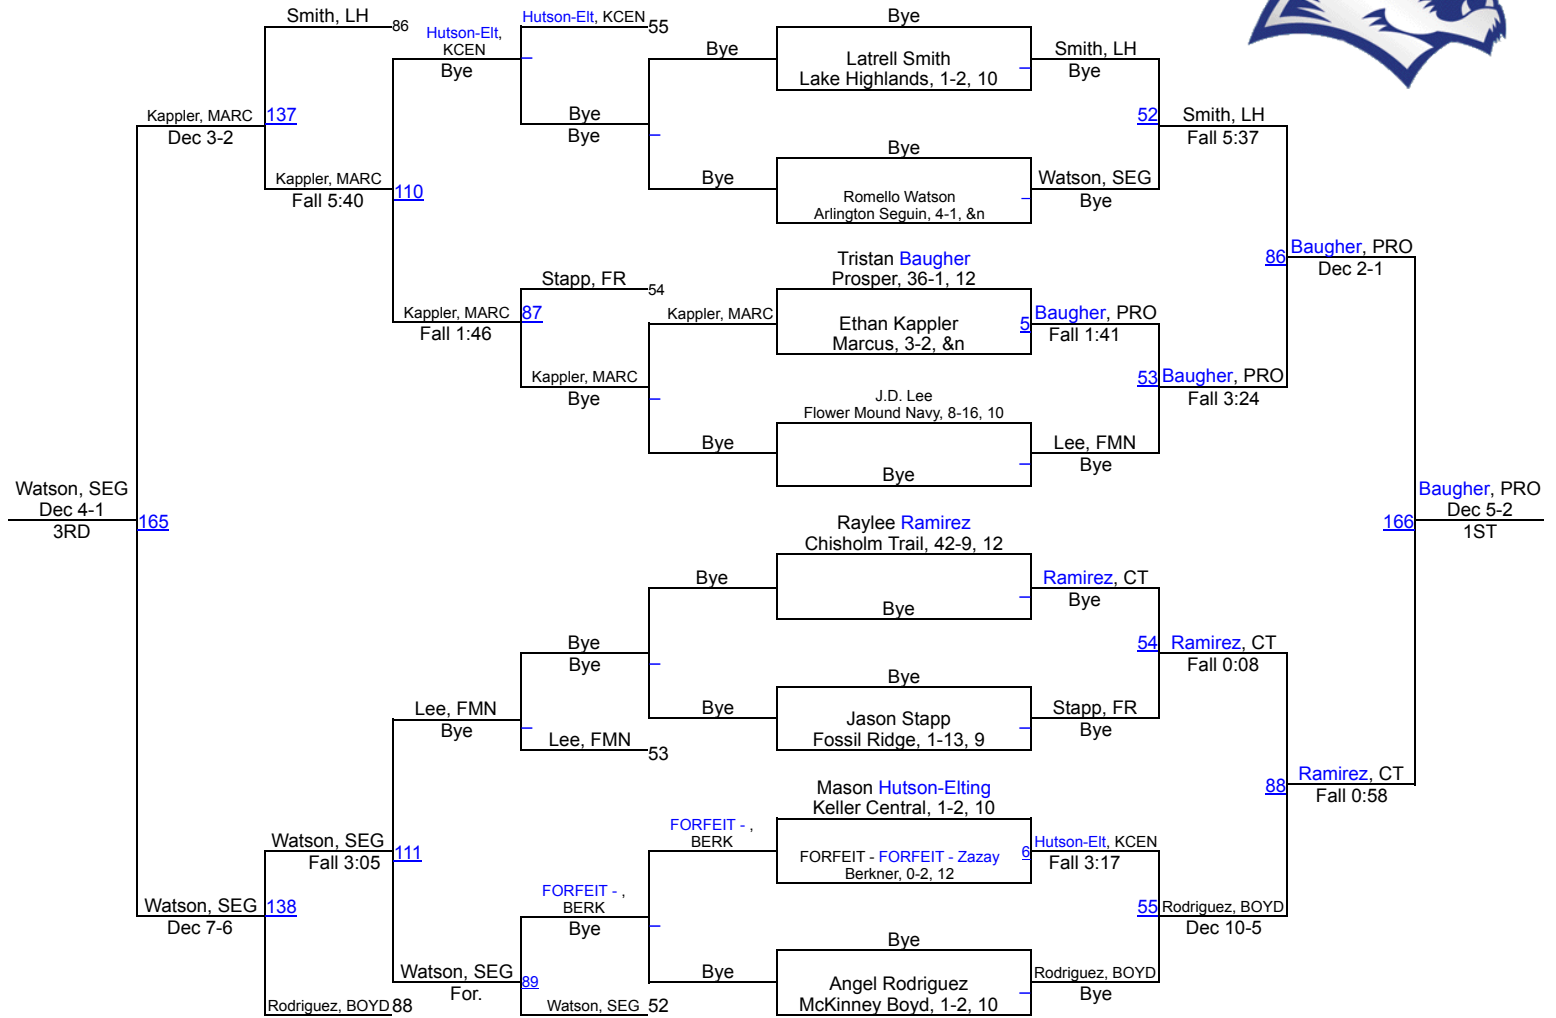 Smith, LH
86
Hutson-Elt,
KCEN
Bye
Hutson-Elt, KCEN
55
Bye
Bye
Bye
Latrell Smith
Lake Highlands, 1-2, 10
Smith, LH
Bye
Kappler, MARC
137
Dec 3-2
Bye
Bye
52
Smith, LH
Fall 5:37
Kappler, MARC
Fall 5:40
110
Bye
Bye
Romello Watson
Arlington Seguin, 4-1, &n
Watson, SEG
Bye
Stapp, FR
54
Tristan Baugher
Prosper, 36-1, 12
86
Baugher, PRO
Dec 2-1
Kappler, MARC
87
Fall 1:46
Kappler, MARC
Ethan Kappler
Marcus, 3-2, &n
5
Baugher, PRO
Fall 1:41
Kappler, MARC
Bye
J.D. Lee
Flower Mound Navy, 8-16, 10
53
Baugher, PRO
Fall 3:24
Bye
Bye
Lee, FMN
Bye
Watson, SEG
Dec 4-1
3RD
165
166
Baugher, PRO
Dec 5-2
1ST
Raylee Ramirez
Chisholm Trail, 42-9, 12
Bye
Bye
Ramirez, CT
Bye
Bye
Bye
54
Ramirez, CT
Fall 0:08
Lee, FMN
Bye
Lee, FMN
53
Bye
Bye
Jason Stapp
Fossil Ridge, 1-13, 9
Stapp, FR
Bye
Mason Hutson-Elting
Keller Central, 1-2, 10
88
Ramirez, CT
Fall 0:58
Watson, SEG
Fall 3:05
111
FORFEIT - ,
BERK
FORFEIT - FORFEIT - Zazay
Berkner, 0-2, 12
6
Hutson-Elt, KCEN
Fall 3:17
Watson, SEG
138
Dec 7-6
FORFEIT - ,
BERK
Bye
55
Rodriguez, BOYD
Dec 10-5
Watson, SEG
For.
89
Bye
Bye
Angel Rodriguez
McKinney Boyd, 1-2, 10
Rodriguez, BOYD
Bye
Rodriguez, BOYD
88
Watson, SEG
52